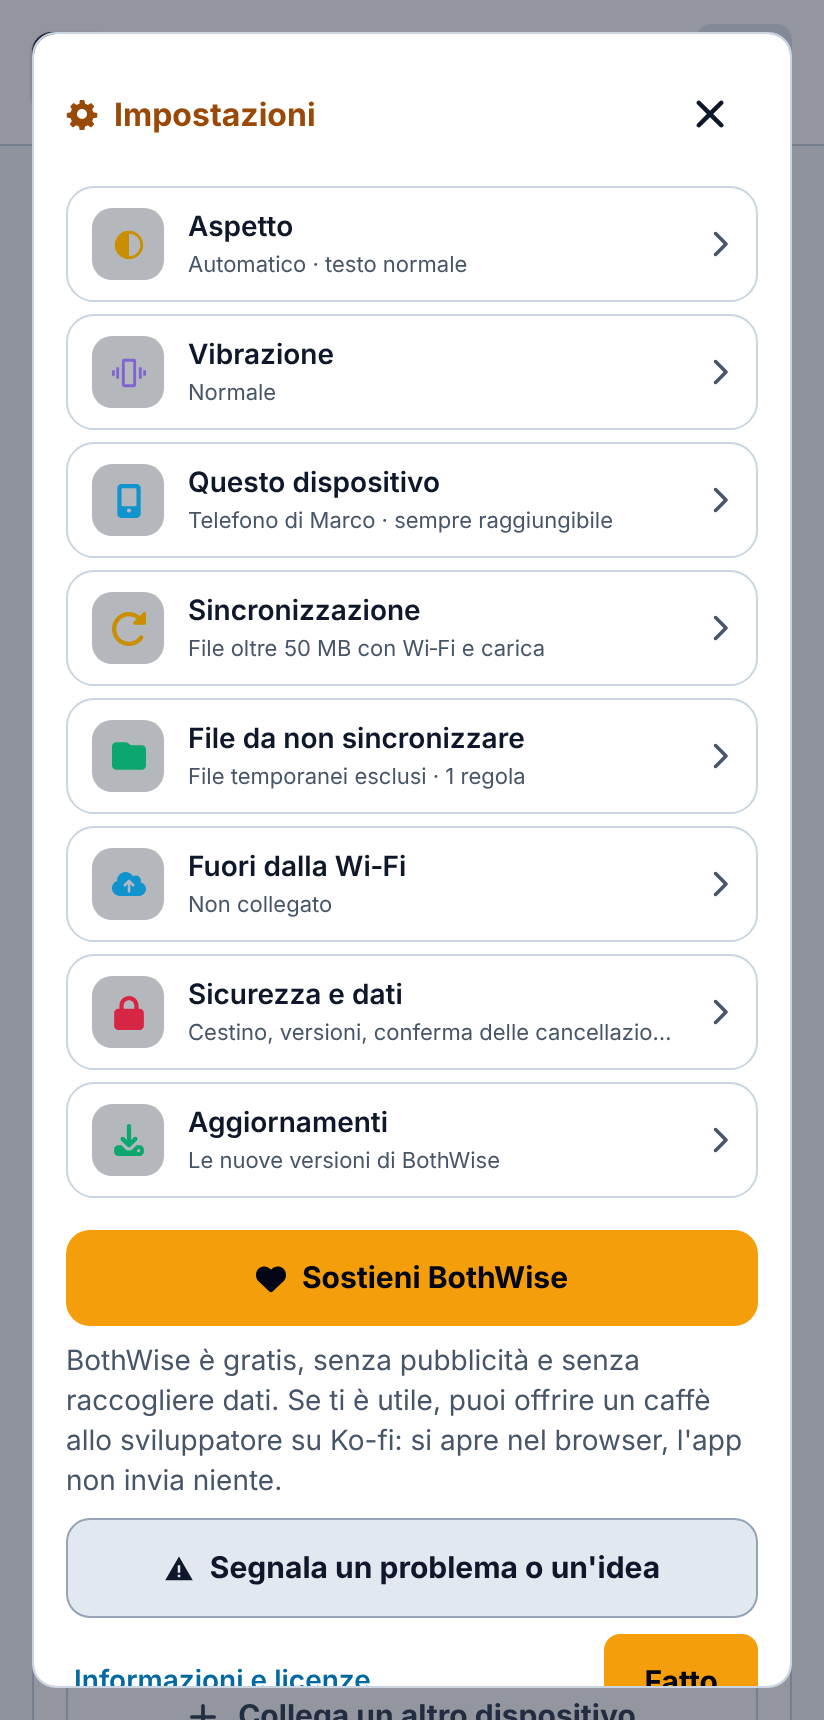 Impostazioni
Aspetto
Automatico · testo normale
Vibrazione
Normale
Questo dispositivo
Telefono di Marco · sempre raggiungibile
Sincronizzazione
File oltre 50 MB con Wi-Fi e carica
File da non sincronizzare
File temporanei esclusi · 1 regola
Fuori dalla Wi-Fi
Non collegato
Sicurezza e dati
Cestino, versioni, conferma delle cancellazio...
Aggiornamenti
Le nuove versioni di BothWise
Sostieni BothWise
BothWise è gratis, senza pubblicità e senza
raccogliere dati. Se ti è utile, puoi offrire un caffè
allo sviluppatore su Ko-fi: si apre nel browser, l'app
non invia niente.
Segnala un problema o un'idea
Informazioni e licenze
Fatto
Collega un altro dispositivo